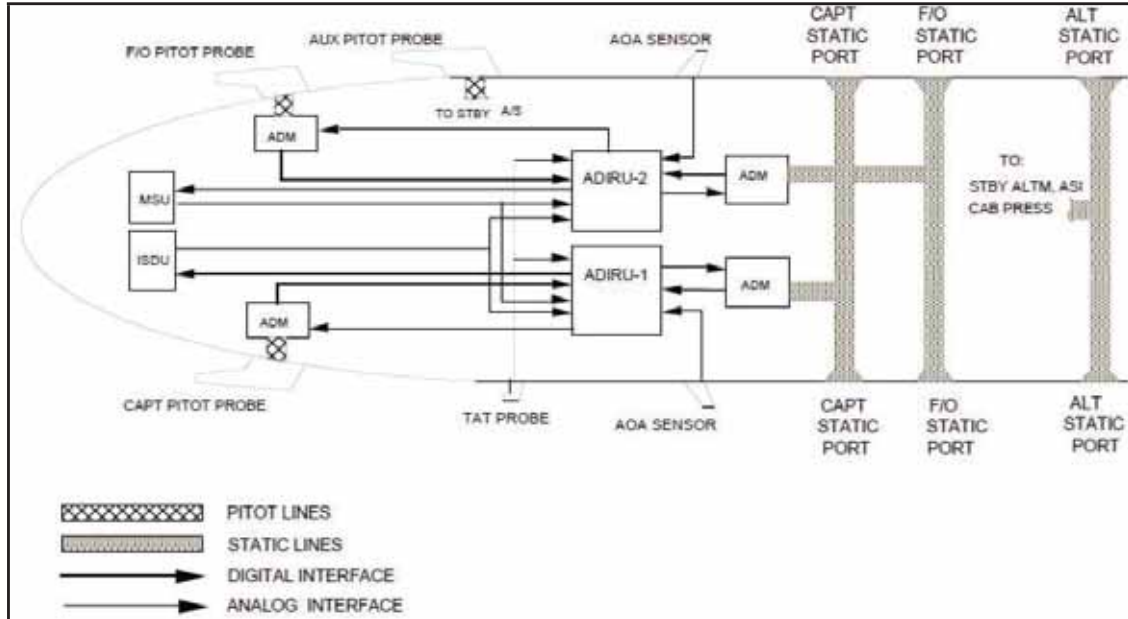 CAPT
STATIC
PORT
F/O
STATIC
PORT
ALT
STATIC
PORT
F/O PITOT PROBE
AUX PITOT PROBE
AOA SENSOR
TO STBY A/S
ADM
ADIRU-2
ADM
TO:
STBY ALTM, ASI
CAB PRESS
MSU
ISDU
ADIRU-1
ADM
ADM
CAPT PITOT PROBE
TAT PROBE
AOA SENSOR
CAPT
STATIC
PORT
F/O
STATIC
PORT
ALT
STATIC
PORT
PITOT LINES
STATIC LINES
DIGITAL INTERFACE
ANALOG INTERFACE